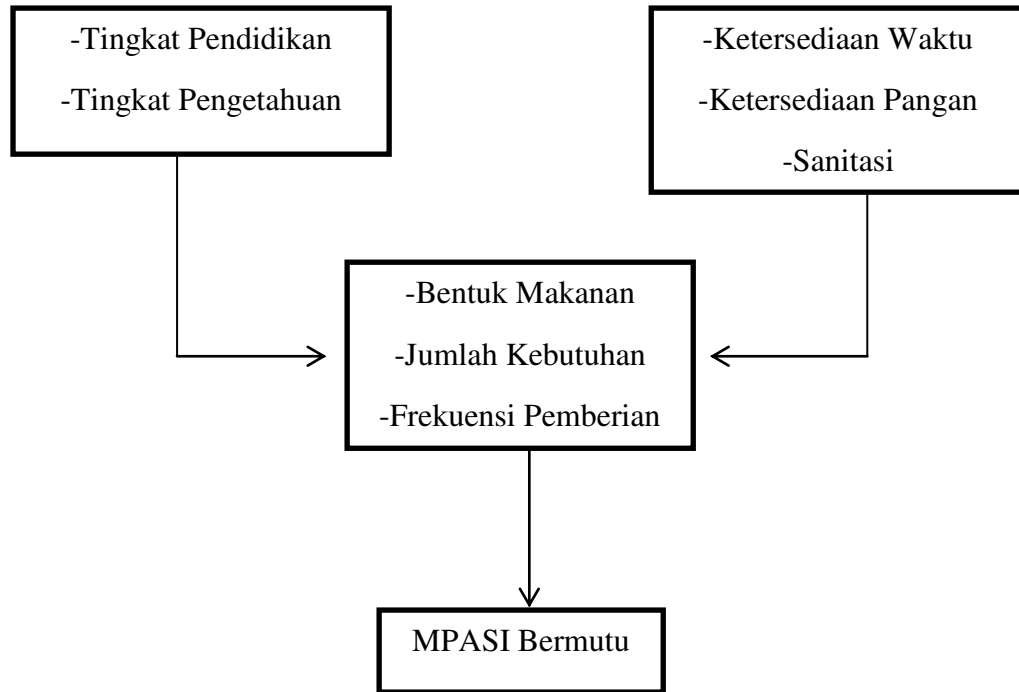 -Tingkat Pendidikan
-Tingkat Pengetahuan
-Ketersediaan Waktu
-Ketersediaan Pangan
-Sanitasi
-Bentuk Makanan
-Jumlah Kebutuhan
-Frekuensi Pemberian
MPASI Bermutu